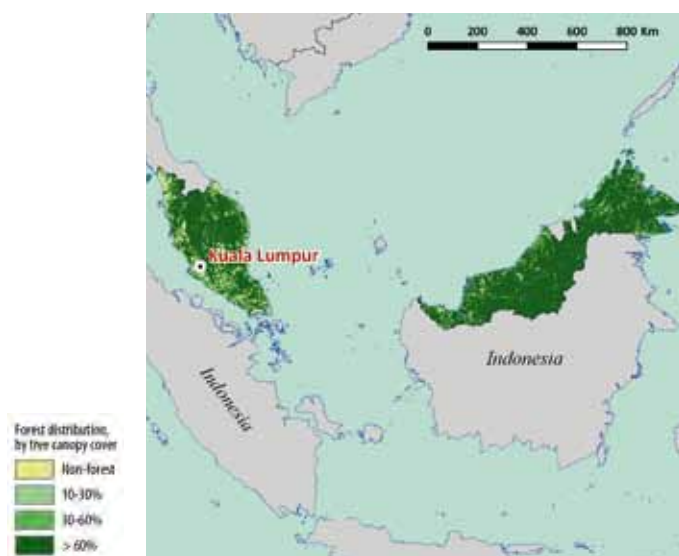 0 200 400 600 800 Km
Kuala Lumpur
Indonesia
Indonesia
Forest distribution,
by tree canopy cover
Non-forest
10-30%
30-60%
> 60%